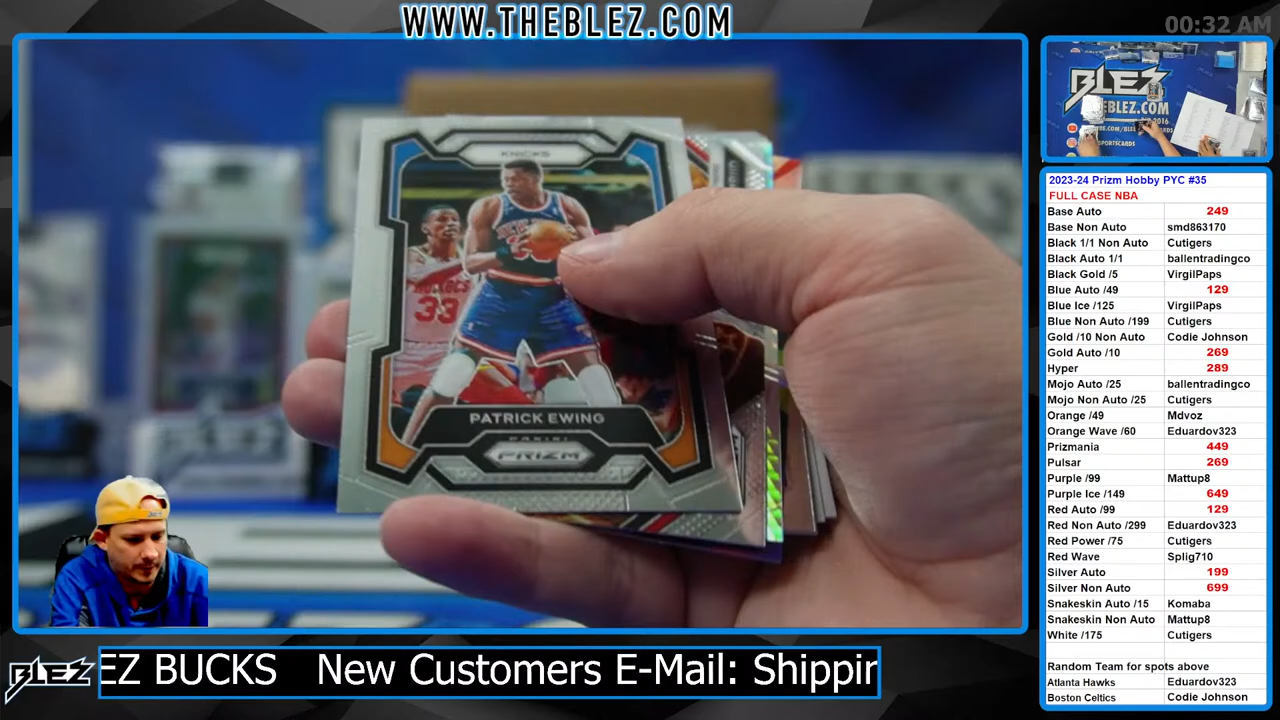 WWW.THEBLEZ.COM
00:32 AM
KNICKS
33
PATRICK EWING
PANINI
PRIZM
BLEZ
2023-24 Prizm Hobby PYC #35
FULL CASE NBA
Base Auto 249
Base Non Auto smd863170
Black 1/1 Non Auto Cutigers
Black Auto 1/1 ballentradingco
Black Gold /5 VirgilPaps
Blue Auto /49 129
Blue Ice /125 VirgilPaps
Blue Non Auto /199 Cutigers
Gold /10 Non Auto Codie Johnson
Gold Auto /10 269
Hyper 289
Mojo Auto /25 ballentradingco
Mojo Non Auto /25 Cutigers
Orange /49 Mdvoz
Orange Wave /60 Eduardov323
Prizmania 449
Pulsar 269
Purple /99 Mattup8
Purple Ice /149 649
Red Auto /99 129
Red Non Auto /299 Eduardov323
Red Power /75 Cutigers
Red Wave Splig710
Silver Auto 199
Silver Non Auto 699
Snakeskin Auto /15 Komaba
Snakeskin Non Auto Mattup8
White /175 Cutigers
Random Team for spots above
Atlanta Hawks Eduardov323
Boston Celtics Codie Johnson
BLEZ
EZ BUCKS New Customers E-Mail: Shippin